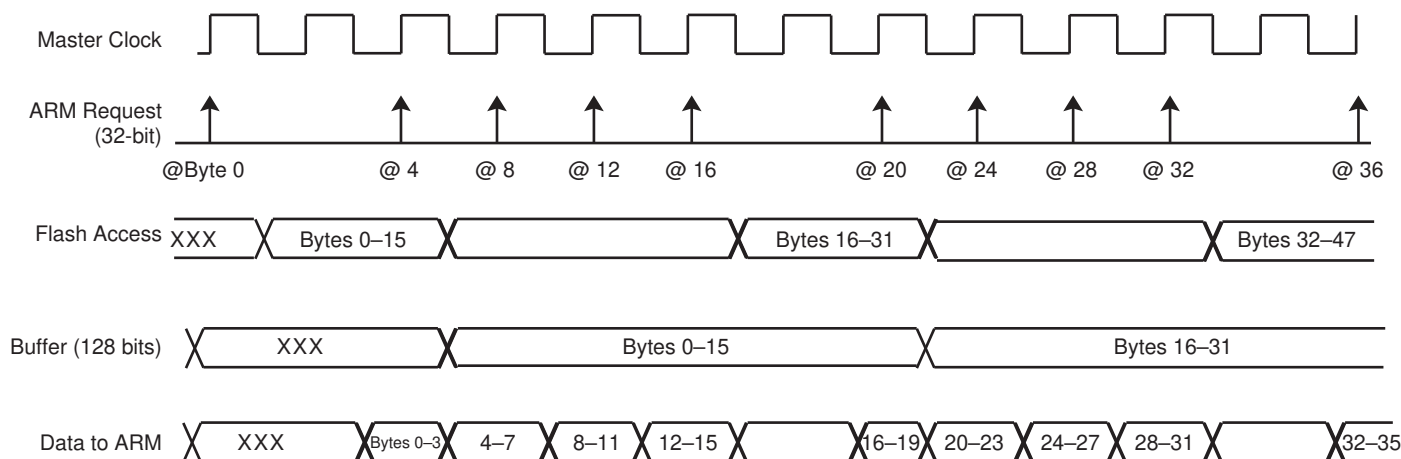 Master Clock
ARM Request
(32-bit)
@Byte 0 @ 4 @ 8 @ 12 @ 16 @ 20 @ 24 @ 28 @ 32 @ 36
Flash Access XXX Bytes 0–15 Bytes 16–31 Bytes 32–47
Buffer (128 bits) XXX Bytes 0–15 Bytes 16–31
Data to ARM XXX Bytes 0–3 4–7 8–11 12–15 16–19 20–23 24–27 28–31 32–35